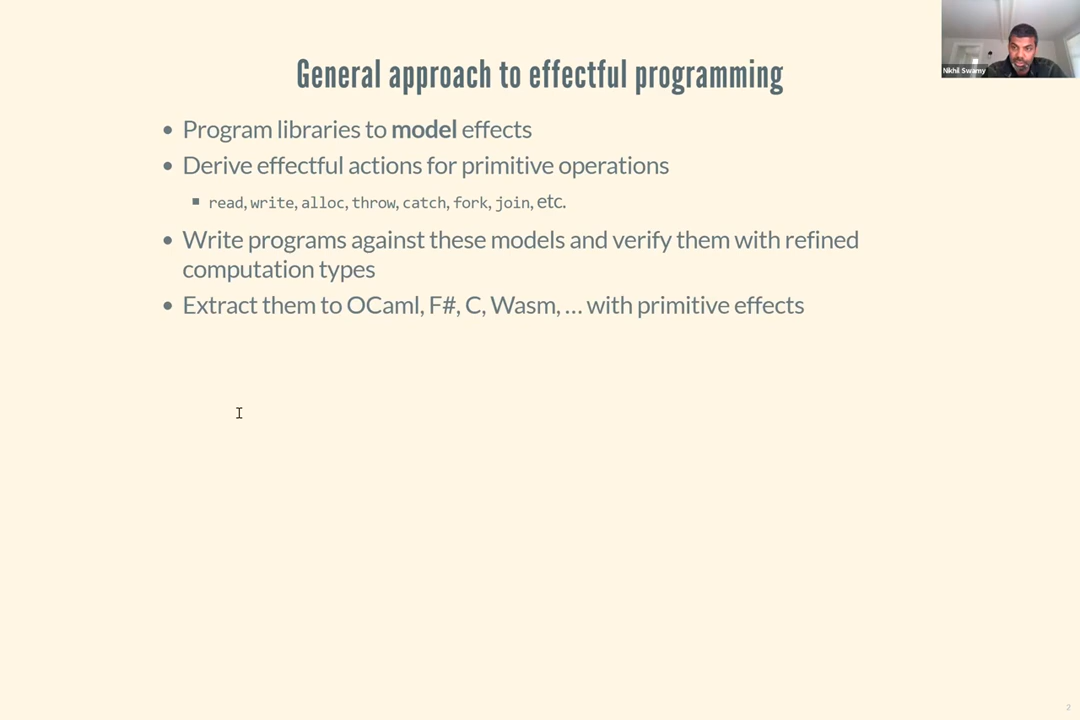 Nikhil Swamy
General approach to effectful programming
• Program libraries to model effects
• Derive effectful actions for primitive operations
▪ read, write, alloc, throw, catch, fork, join, etc.
• Write programs against these models and verify them with refined
computation types
• Extract them to OCaml, F#, C, Wasm, … with primitive effects
2